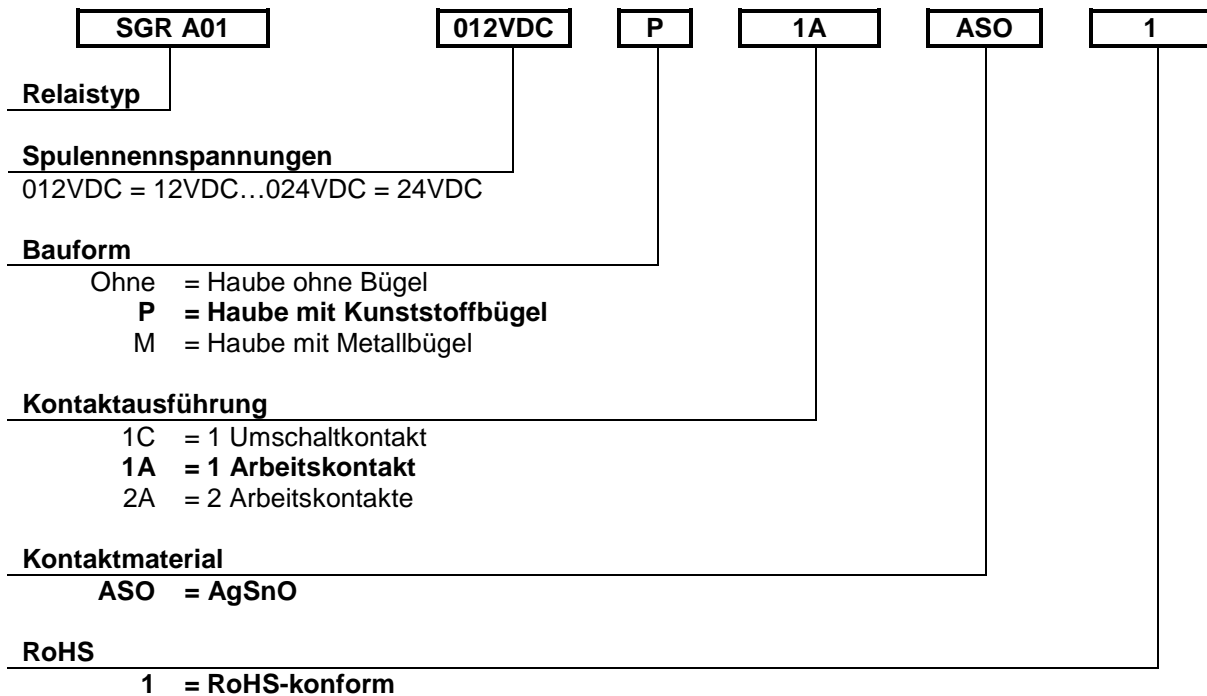 SGR A01 012VDC P 1A ASO 1
Relaistyp
Spulennennspannungen
012VDC = 12VDC…024VDC = 24VDC
Bauform
Ohne = Haube ohne Bügel
P = Haube mit Kunststoffbügel
M = Haube mit Metallbügel
Kontaktausführung
1C = 1 Umschaltkontakt
1A = 1 Arbeitskontakt
2A = 2 Arbeitskontakte
Kontaktmaterial
ASO = AgSnO
RoHS
1 = RoHS-konform